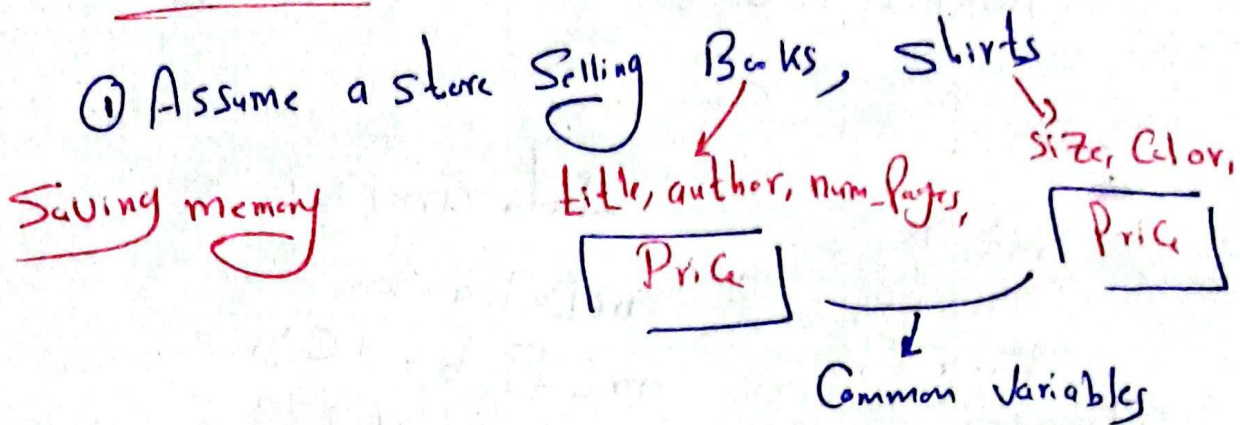 ① Assume a store Selling Books, Shirts
size, Color,
Saving memory title, author, num_Pages,
Price Price
Common Variables